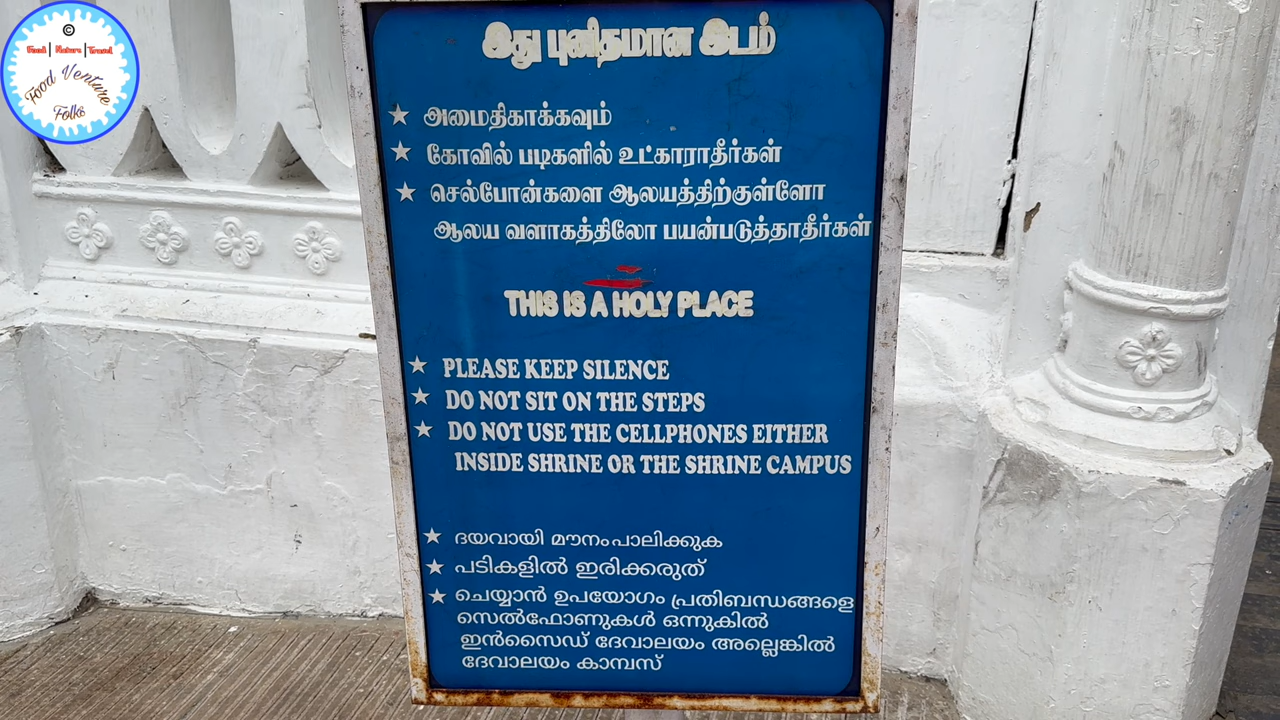 ©
Food | Nature | Travel
Food Venture
Folks
இது புனிதமான இடம்
★ அமைதிகாக்கவும்
★ கோவில் படிகளில் உட்காராதீர்கள்
★ செல்போன்களை ஆலயத்திற்குள்ளோ
ஆலய வளாகத்திலோ பயன்படுத்தாதீர்கள்
THIS IS A HOLY PLACE
★ PLEASE KEEP SILENCE
★ DO NOT SIT ON THE STEPS
★ DO NOT USE THE CELLPHONES EITHER
INSIDE SHRINE OR THE SHRINE CAMPUS
★ ദയവായി മൗനംപാലിക്കുക
★ പടികളിൽ ഇരിക്കരുത്
★ ചെയ്യാൻ ഉപയോഗം പ്രതിബന്ധങ്ങളെ
സെൽഫോണുകൾ ഒന്നുകിൽ
ഇൻസൈഡ് ദേവാലയം അല്ലെങ്കിൽ
ദേവാലയം കാമ്പസ്